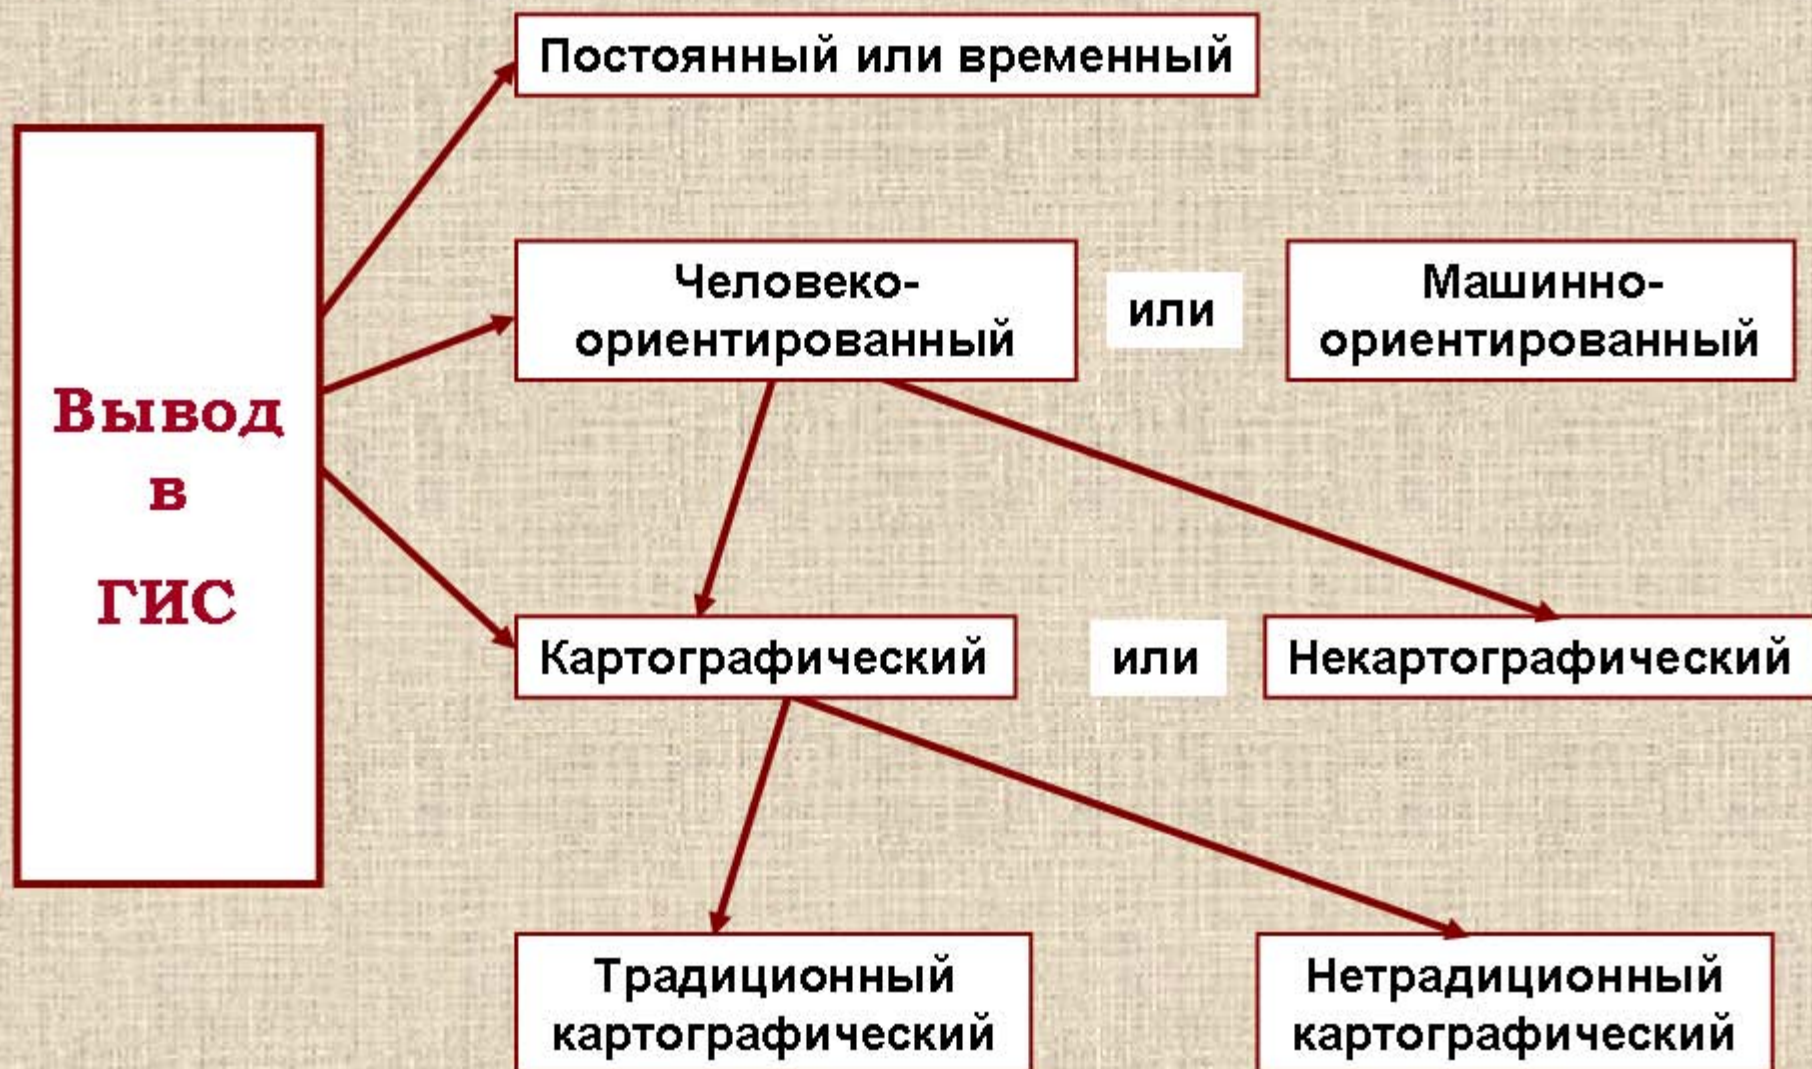 Постоянный или временный
Вывод
в
ГИС
Человеко-
ориентированный
или
Машинно-
ориентированный
Картографический
или
Некартографический
Традиционный
картографический
Нетрадиционный
картографический